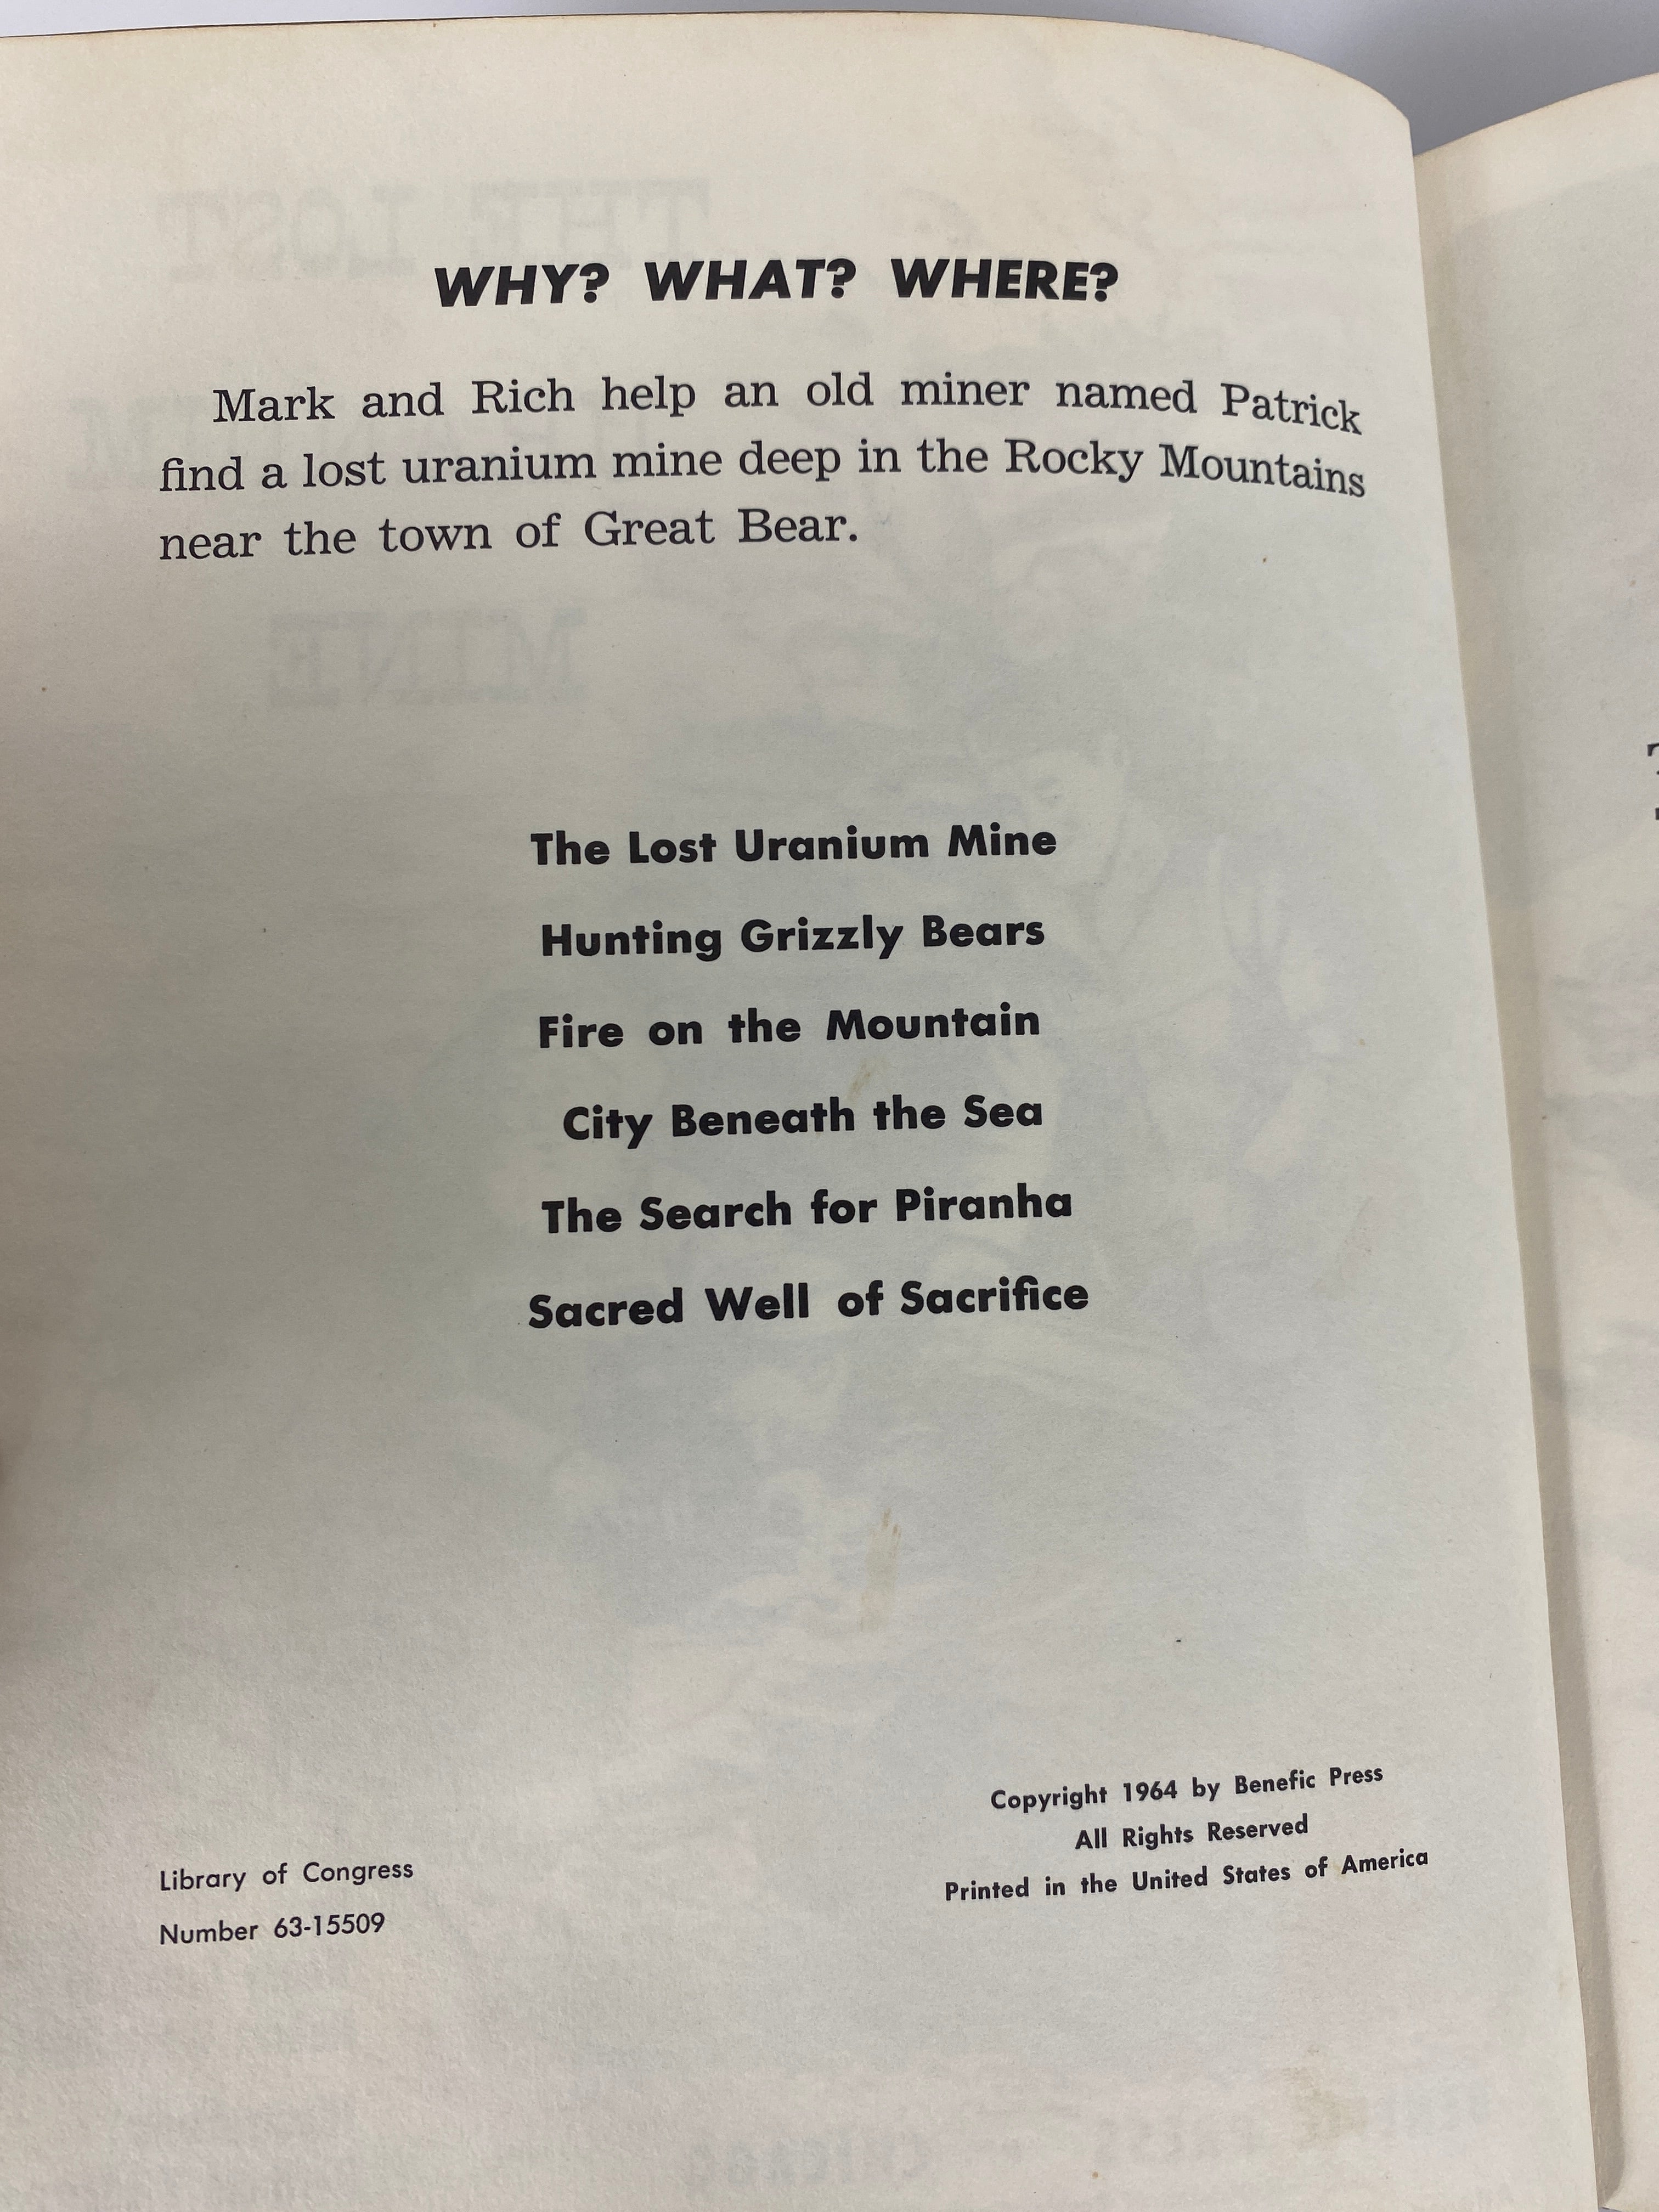 WHY? WHAT? WHERE?
Mark and Rich help an old miner named Patrick
find a lost uranium mine deep in the Rocky Mountains
near the town of Great Bear.
The Lost Uranium Mine
Hunting Grizzly Bears
Fire on the Mountain
City Beneath the Sea
The Search for Piranha
Sacred Well of Sacrifice
Library of Congress
Number 63-15509
Copyright 1964 by Benefic Press
All Rights Reserved
Printed in the United States of America